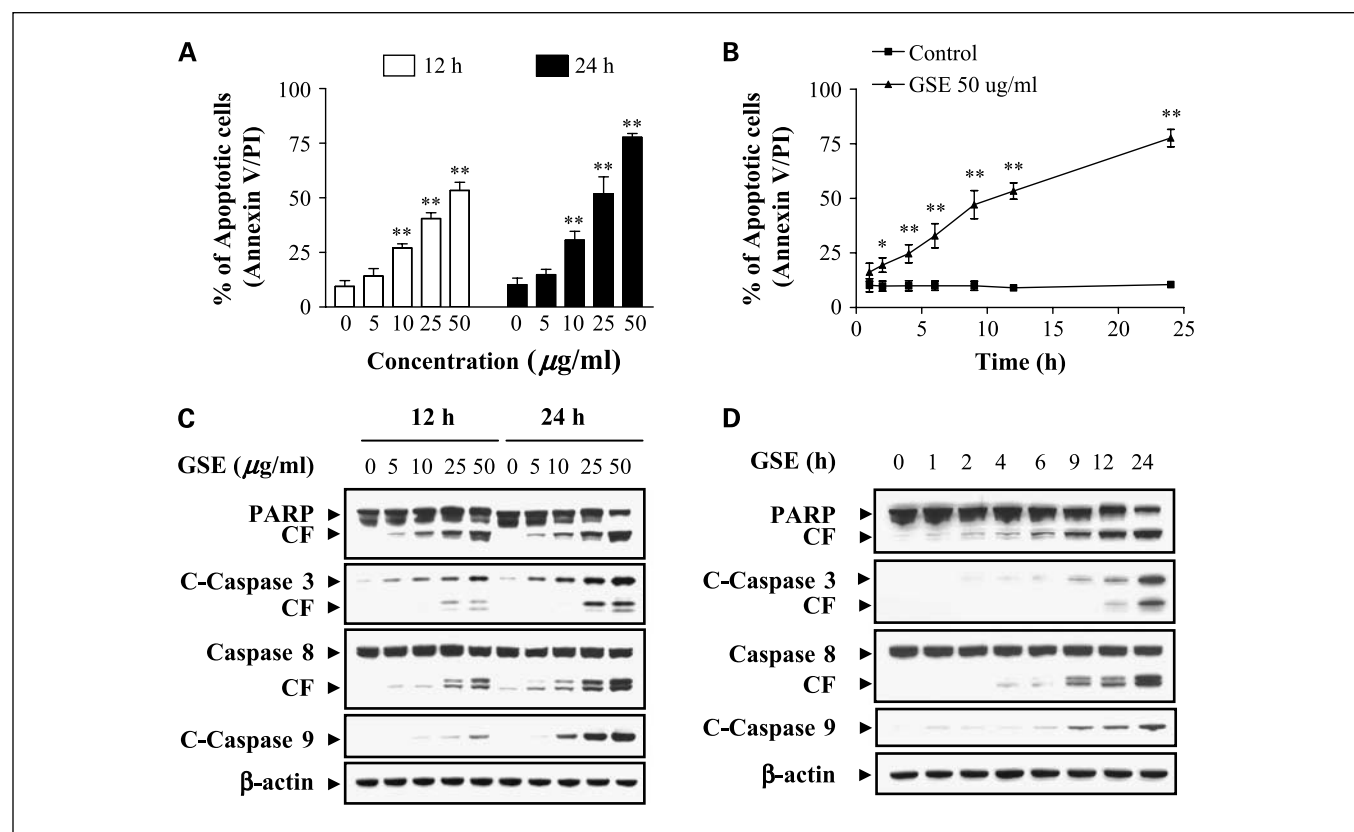 A
12 h
24 h
% of Apoptotic cells
(Annexin V/PI)
100
75
50
25
0
**
**
**
**
**
**
0 5 10 25 50 0 5 10 25 50
Concentration (μg/ml)
B
Control
GSE 50 ug/ml
% of Apoptotic cells
(Annexin V/PI)
100
75
50
25
0
*
**
**
**
**
**
0 5 10 15 20 25
Time (h)
C
12 h 24 h
GSE (μg/ml) 0 5 10 25 50 0 5 10 25 50
PARP
CF
C-Caspase 3
CF
Caspase 8
CF
C-Caspase 9
β-actin
D
GSE (h) 0 1 2 4 6 9 12 24
PARP
CF
C-Caspase 3
CF
Caspase 8
CF
C-Caspase 9
β-actin